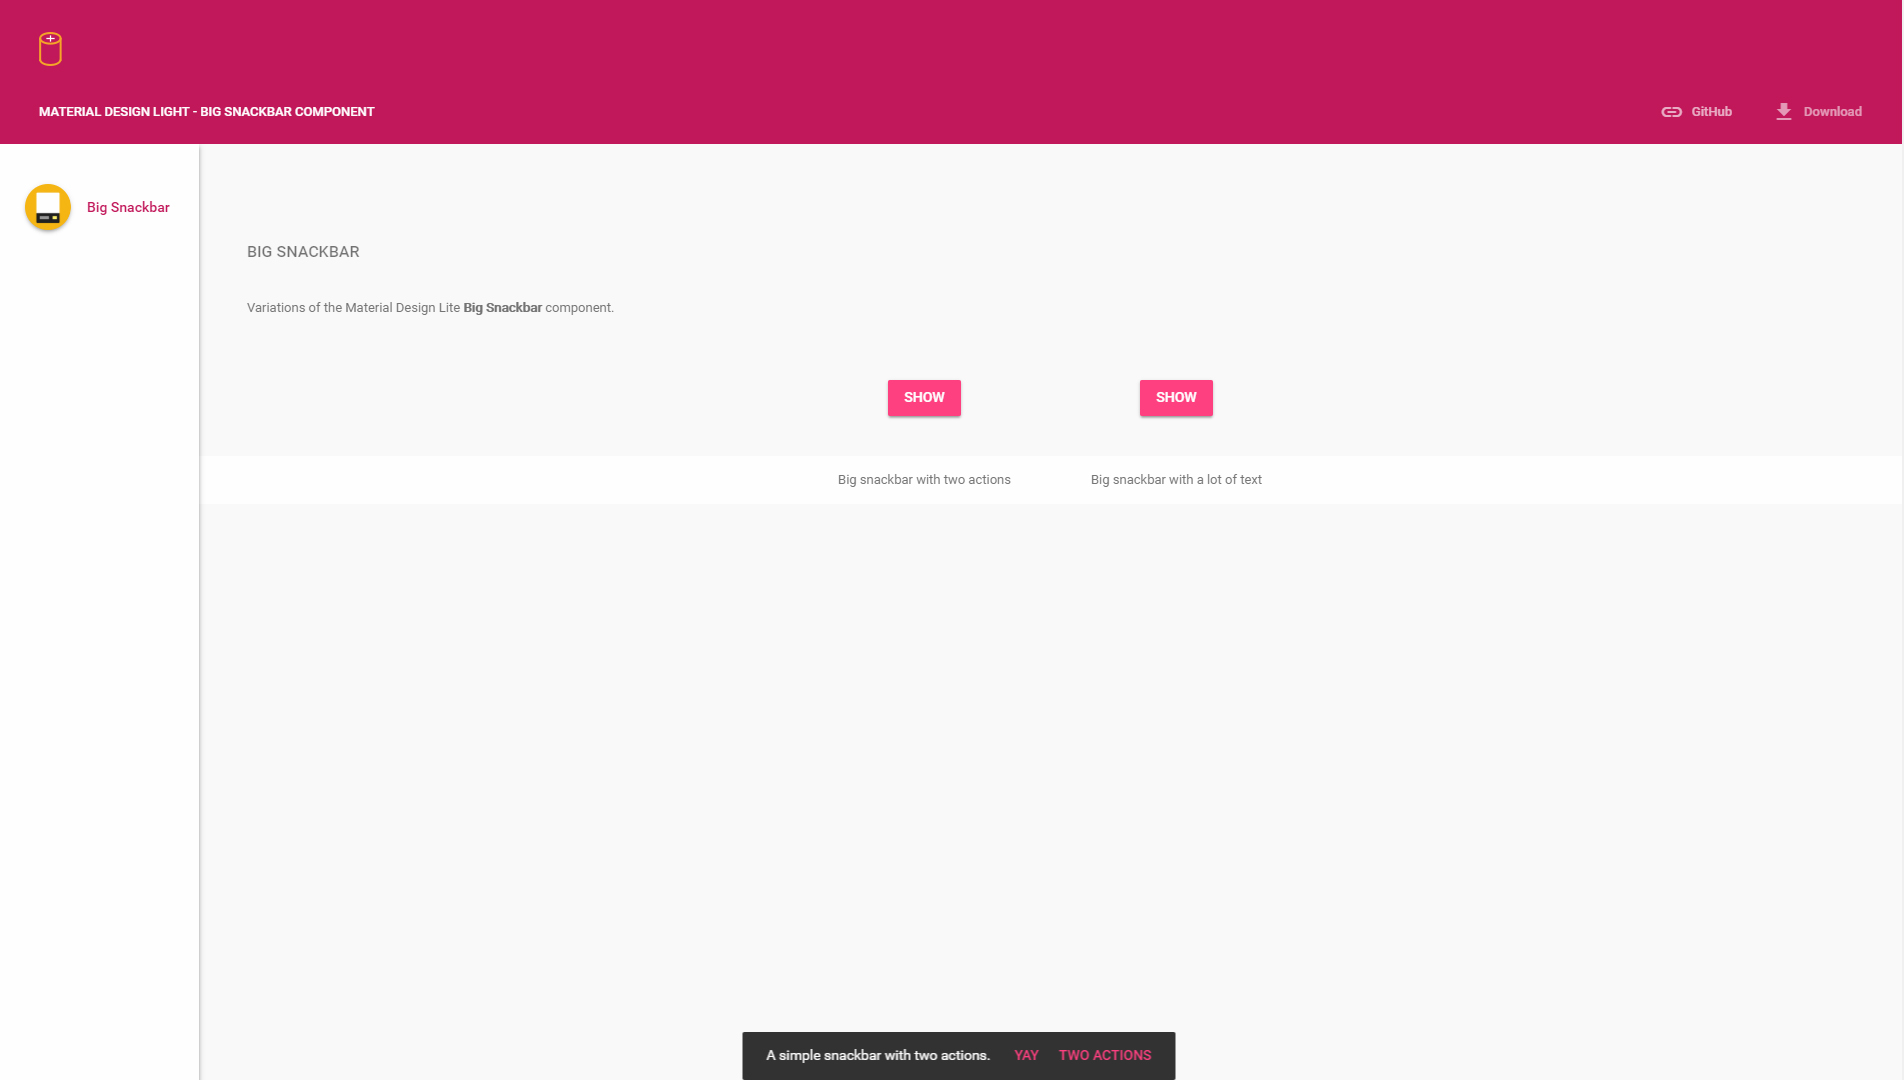 MATERIAL DESIGN LIGHT - BIG SNACKBAR COMPONENT
GitHub
Download
Big Snackbar
BIG SNACKBAR
Variations of the Material Design Lite Big Snackbar component.
SHOW
SHOW
Big snackbar with two actions
Big snackbar with a lot of text
A simple snackbar with two actions. YAY TWO ACTIONS